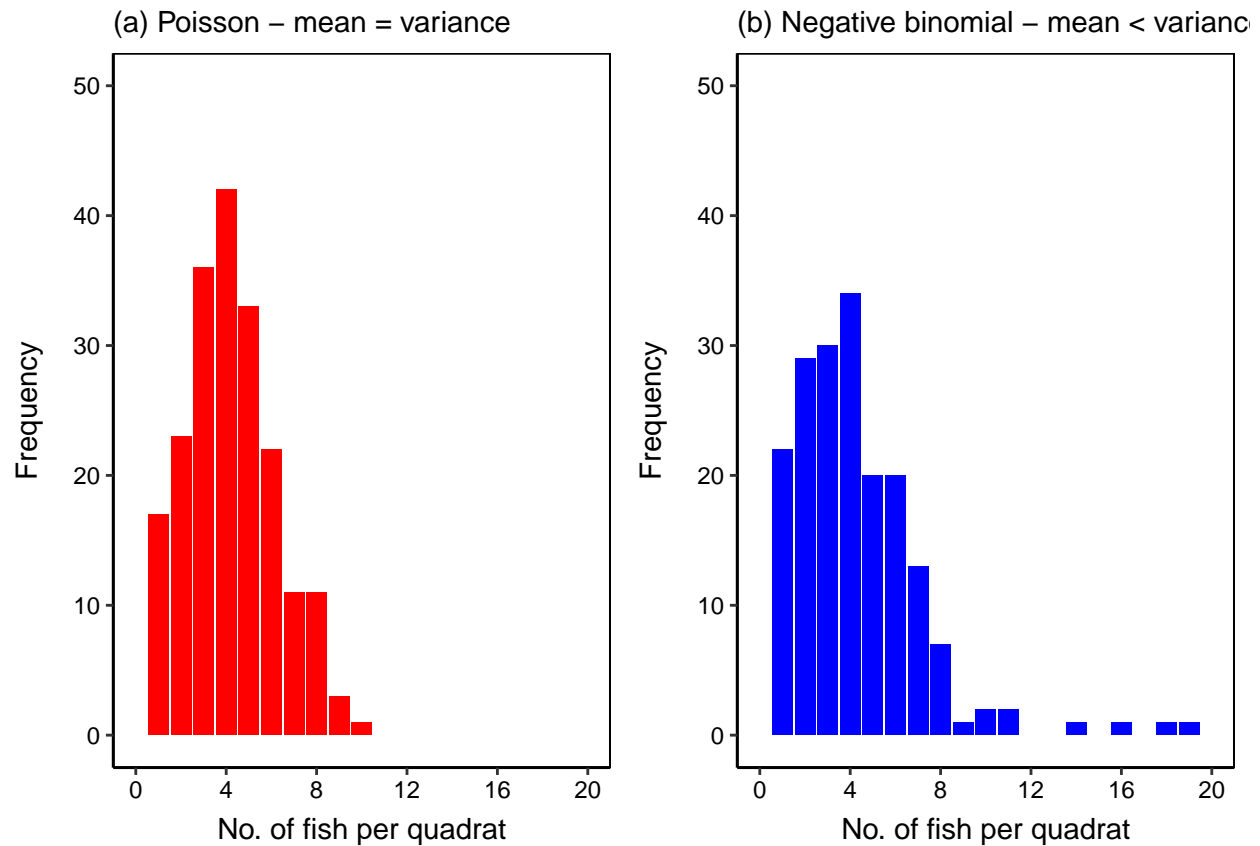 (a) Poisson − mean = variance
50
40
30
20
10
0
Frequency
0 4 8 12 16 20
No. of fish per quadrat
(b) Negative binomial − mean < variance
50
40
30
20
10
0
Frequency
0 4 8 12 16 20
No. of fish per quadrat